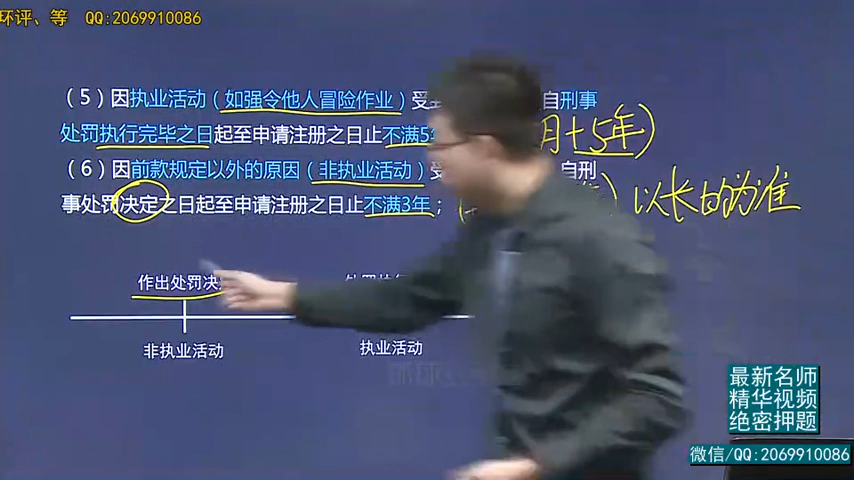 环评、等 QQ:2069910086
（5）因执业活动（如强令他人冒险作业）受 自刑事
处罚执行完毕之日起至申请注册之日止不满5年 月+5年）
（6）因前款规定以外的原因（非执业活动）受 自刑
事处罚决定之日起至申请注册之日止不满3年； ）以长的为准
作出处罚决
非执业活动 执业活动
最新名师
精华视频
绝密押题
微信/QQ:2069910086